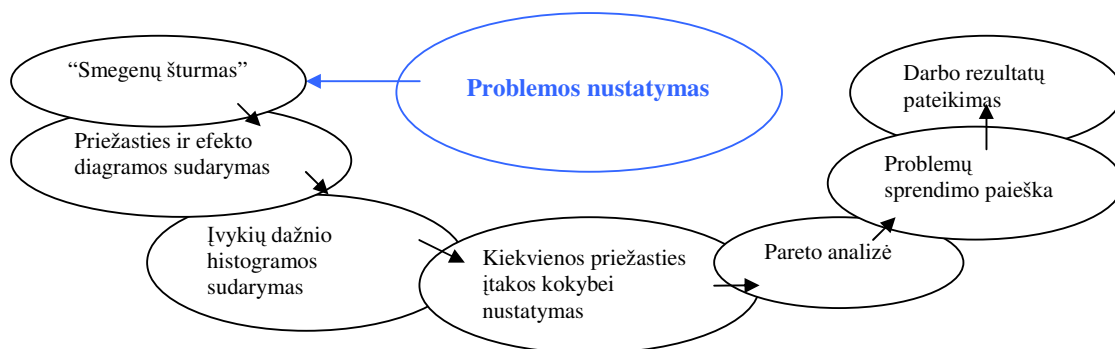 Problemos nustatymas
“Smegenų šturmas”
Priežasties ir efekto
diagramos sudarymas
Įvykių dažnio
histogramos
sudarymas
Kiekvienos priežasties
įtakos kokybei
nustatymas
Pareto analizė
Problemų
sprendimo paieška
Darbo rezultatų
pateikimas